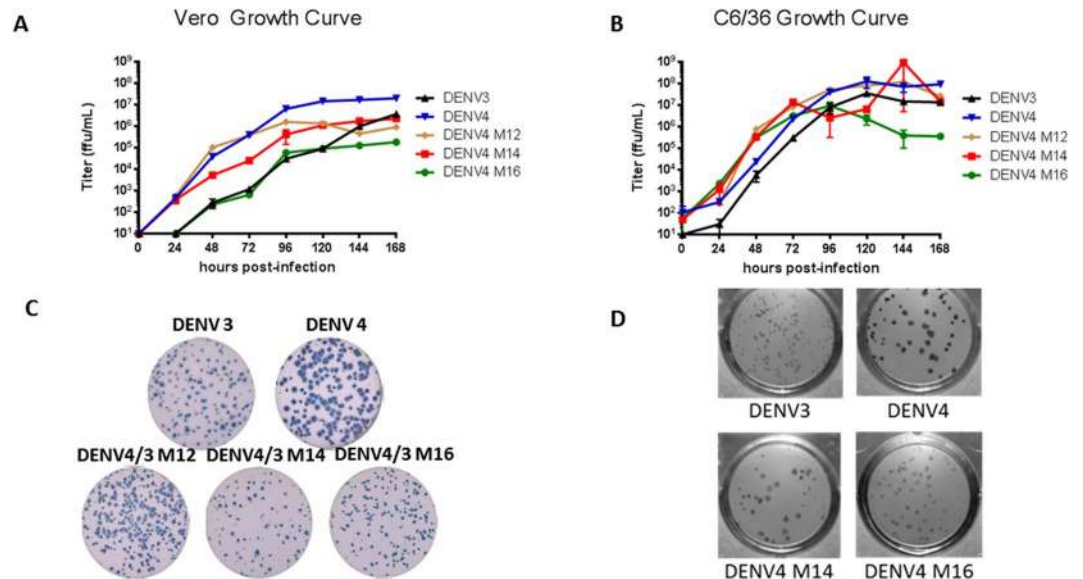 A
Vero Growth Curve
Titer (ffu/mL)
10⁹
10⁸
10⁷
10⁶
10⁵
10⁴
10³
10²
10¹
0 24 48 72 96 120 144 168
hours post-infection
DENV3
DENV4
DENV4 M12
DENV4 M14
DENV4 M16
B
C6/36 Growth Curve
Titer (ffu/mL)
10⁹
10⁸
10⁷
10⁶
10⁵
10⁴
10³
10²
10¹
0 24 48 72 96 120 144 168
hours post-infection
DENV3
DENV4
DENV4 M12
DENV4 M14
DENV4 M16
C
DENV 3 DENV 4
DENV4/3 M12 DENV4/3 M14 DENV4/3 M16
D
DENV3 DENV4
DENV4 M14 DENV4 M16